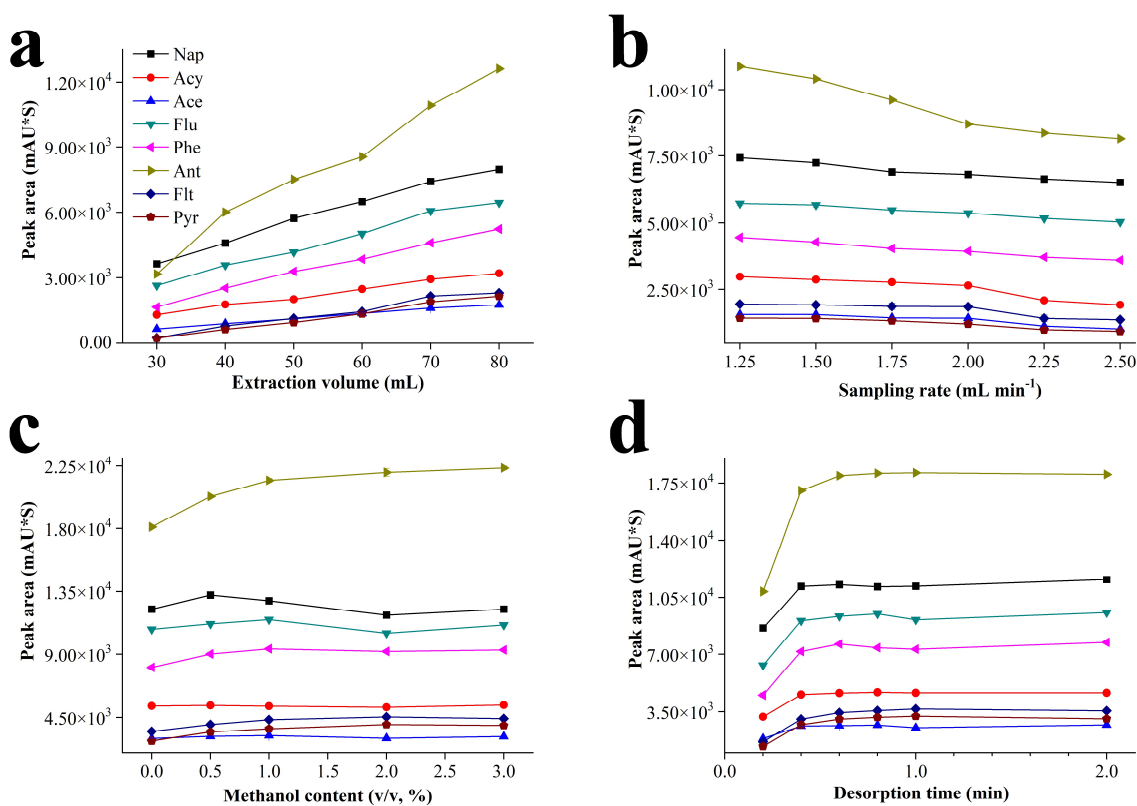 a
Nap
Acy
Ace
Flu
Phe
Ant
Flt
Pyr
1.20×10⁴
9.00×10³
6.00×10³
3.00×10³
0.00
Peak area (mAU*S)
30 40 50 60 70 80
Extraction volume (mL)
b
1.00×10⁴
7.50×10³
5.00×10³
2.50×10³
Peak area (mAU*S)
1.25 1.50 1.75 2.00 2.25 2.50
Sampling rate (mL min⁻¹)
c
2.25×10⁴
1.80×10⁴
1.35×10⁴
9.00×10³
4.50×10³
Peak area (mAU*S)
0.0 0.5 1.0 1.5 2.0 2.5 3.0
Methanol content (v/v, %)
d
1.75×10⁴
1.40×10⁴
1.05×10⁴
7.00×10³
3.50×10³
Peak area (mAU*S)
0.0 1.0 2.0
Desorption time (min)